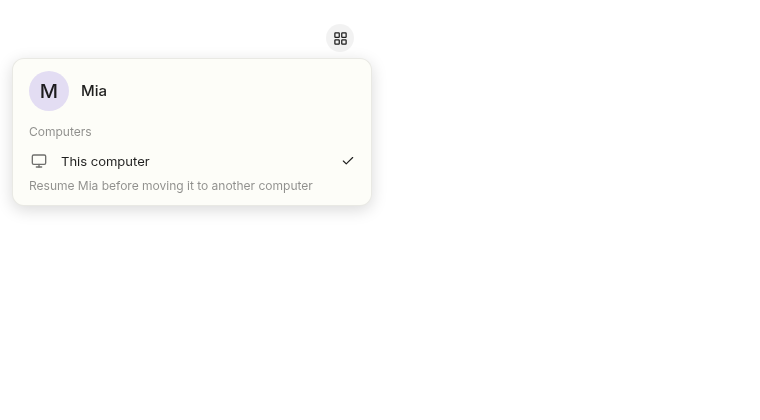 M
Mia
Computers
This computer
Resume Mia before moving it to another computer